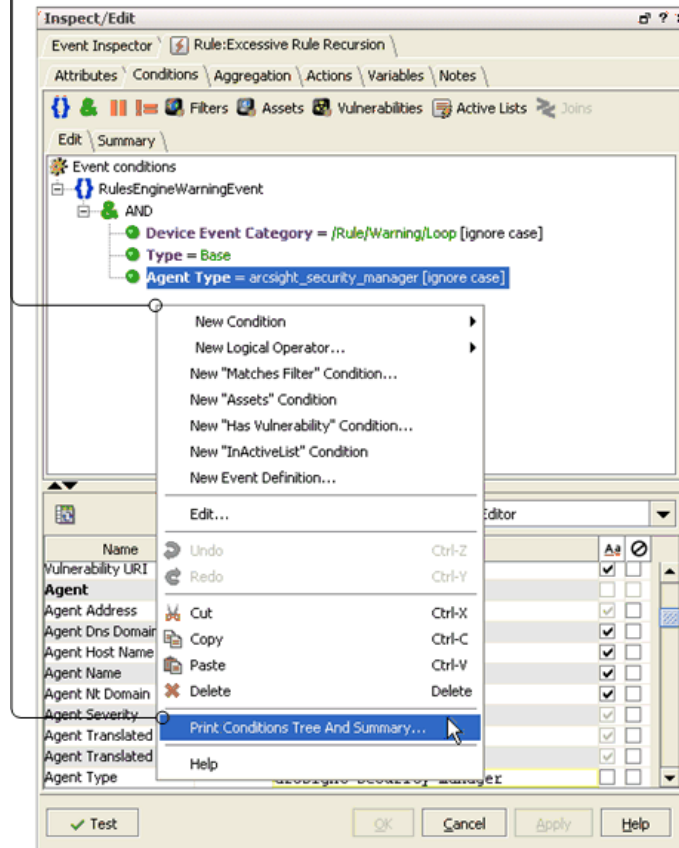 Inspect/Edit
Event Inspector Rule:Excessive Rule Recursion
Attributes Conditions Aggregation Actions Variables Notes
Filters Assets Vulnerabilities Active Lists Joins
Edit Summary
Event conditions
RulesEngineWarningEvent
AND
Device Event Category = /Rule/Warning/Loop [ignore case]
Type = Base
Agent Type = arcsight_security_manager [ignore case]
New Condition
New Logical Operator...
New "Matches Filter" Condition...
New "Assets" Condition
New "Has Vulnerability" Condition...
New "InActiveList" Condition
New Event Definition...
Edit...
Undo Ctrl-Z
Redo Ctrl-Y
Cut Ctrl-X
Copy Ctrl-C
Paste Ctrl-V
Delete Delete
Print Conditions Tree And Summary...
Help
Editor
Name Aa
Vulnerability URI
Agent
Agent Address
Agent Dns Domain
Agent Host Name
Agent Name
Agent Nt Domain
Agent Severity
Agent Translated
Agent Translated
Agent Type
Test OK Cancel Apply Help